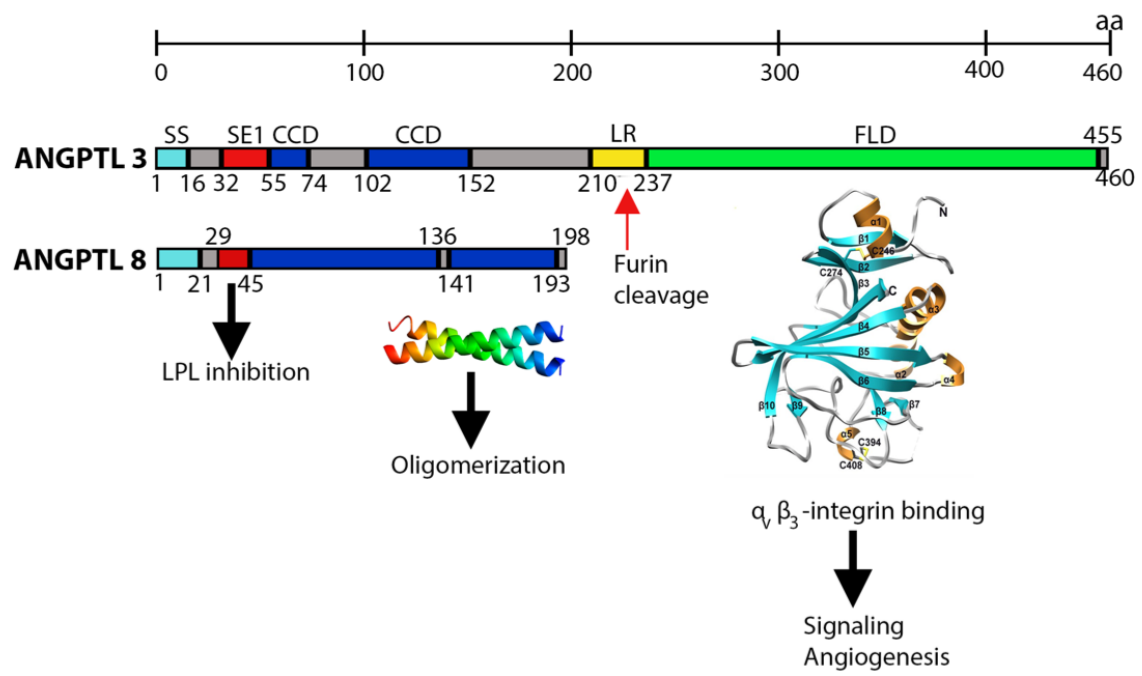 aa
0 100 200 300 400 460
SS SE1 CCD CCD LR FLD 455
ANGPTL 3
1 16 32 55 74 102 152 210 237 460
29 136 198
ANGPTL 8
1 21 45 141 193
Furin
cleavage
LPL inhibition
Oligomerization
N
α1
β1
C246
β2
C274
β3
C
α3
β4
β5
α2
α4
β6
β10 β9 β8 β7
α5
C394
C408
αᵥ β₃-integrin binding
Signaling
Angiogenesis